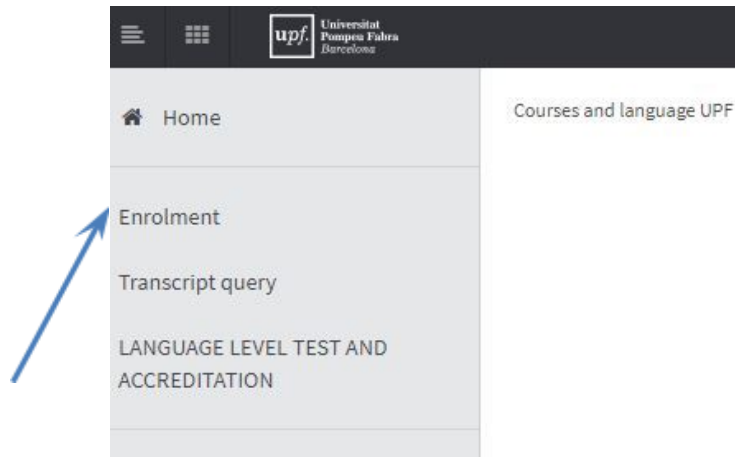 upf.
Universitat
Pompeu Fabra
Barcelona
Home
Courses and language UPF
Enrolment
Transcript query
LANGUAGE LEVEL TEST AND
ACCREDITATION